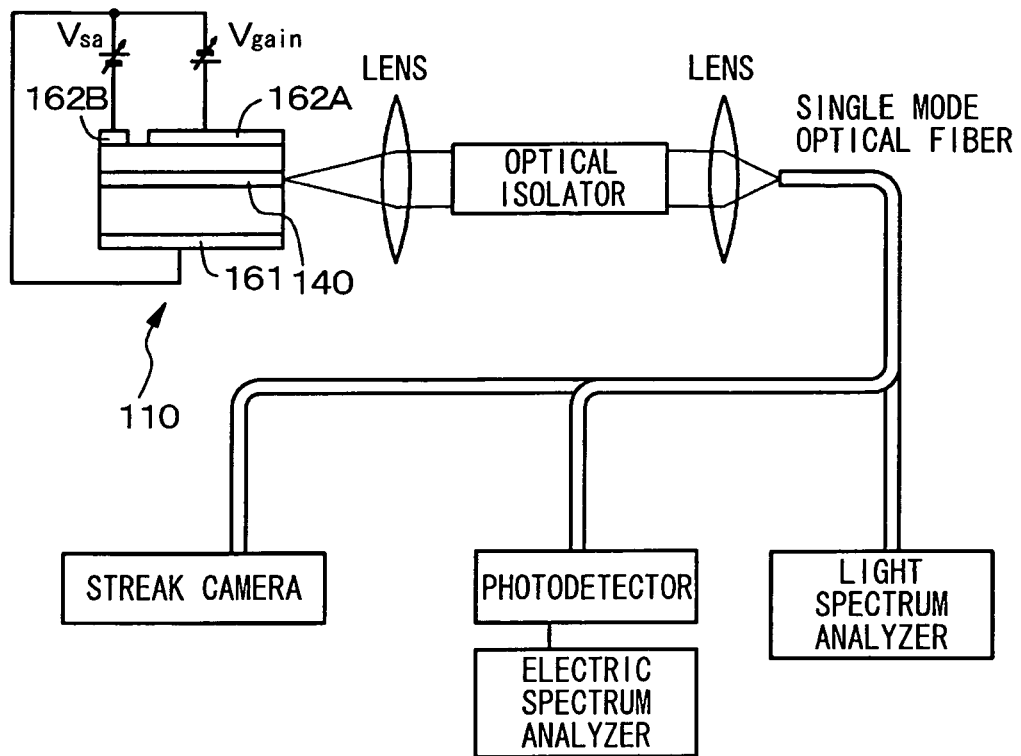 Vsa
Vgain
162B
162A
LENS
LENS
SINGLE MODE
OPTICAL FIBER
OPTICAL
ISOLATOR
161
140
110
STREAK CAMERA
PHOTODETECTOR
LIGHT
SPECTRUM
ANALYZER
ELECTRIC
SPECTRUM
ANALYZER